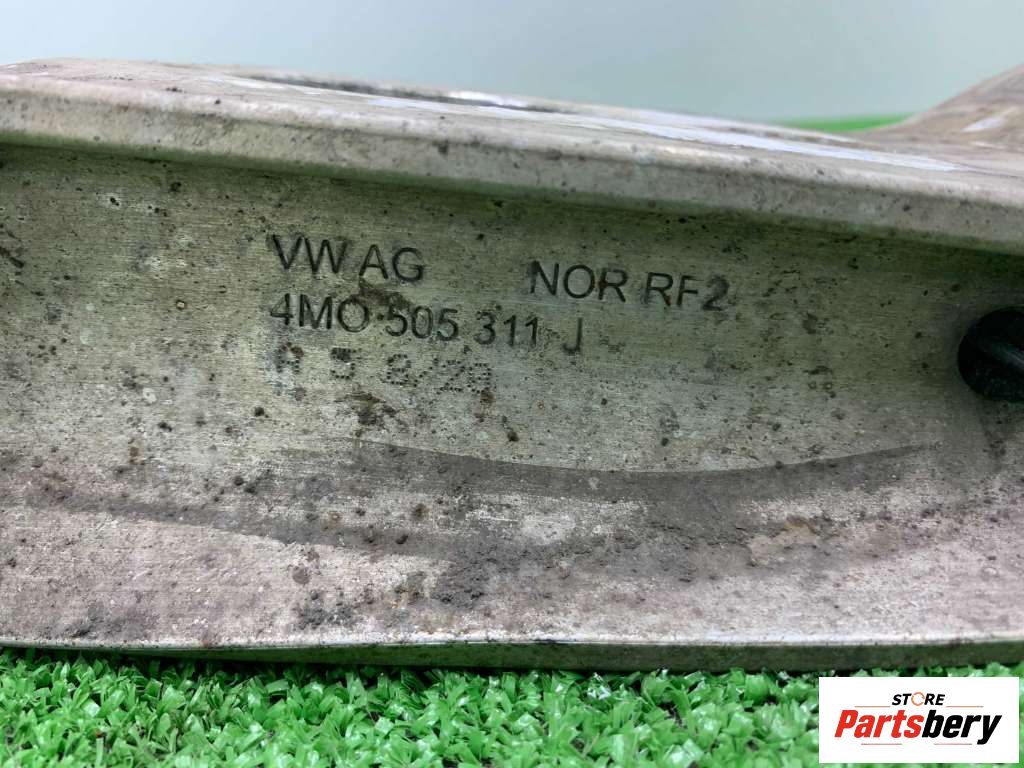 VW AG NOR RF2
4M0 505 311 J
STORE
Partsbery